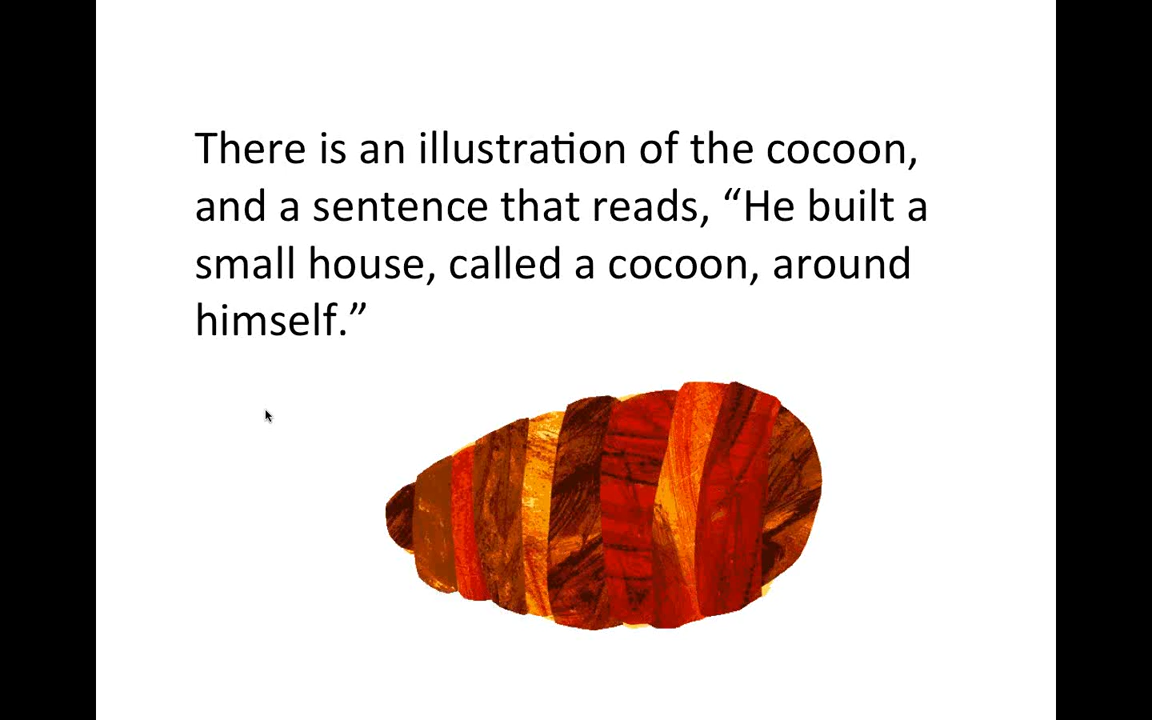 There is an illustration of the cocoon,
and a sentence that reads, “He built a
small house, called a cocoon, around
himself.”